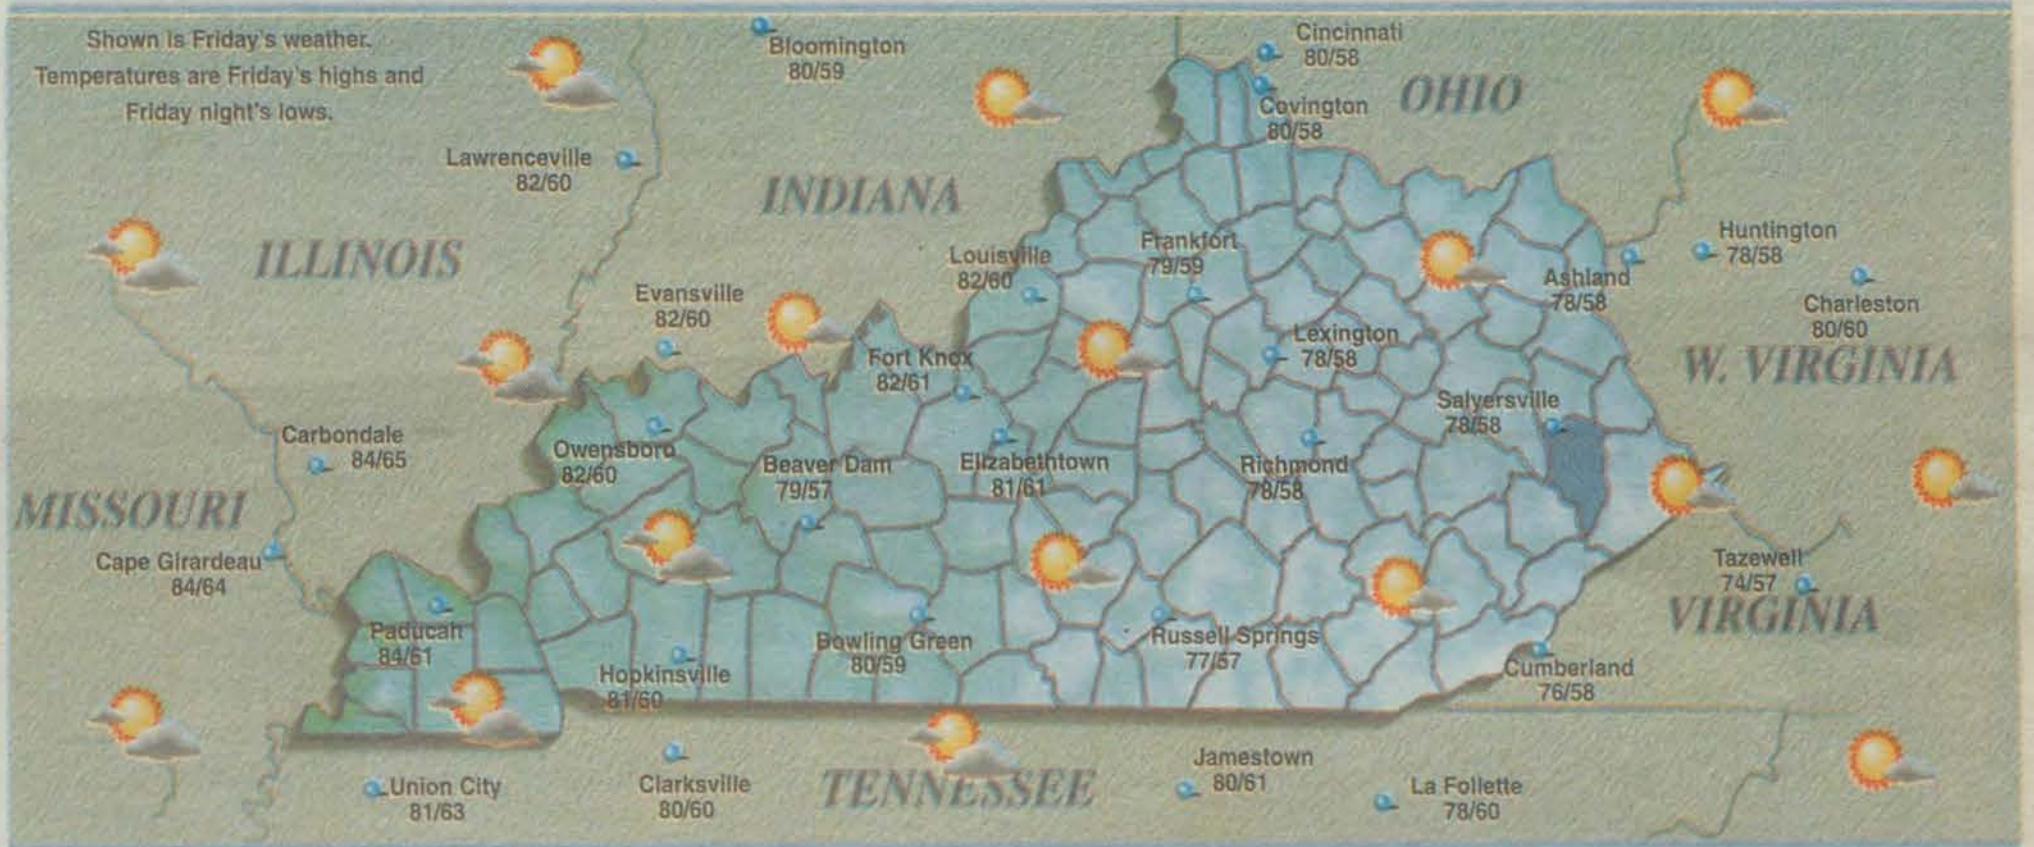 Shown is Friday's weather.
Temperatures are Friday's highs and
Friday night's lows.
Bloomington
80/59
Cincinnati
80/58
OHIO
Covington
80/58
Lawrenceville
82/60
INDIANA
ILLINOIS
Louisville
82/60
Frankfort
79/59
Huntington
78/58
Ashland
78/58
Charleston
80/60
Evansville
82/60
Fort Knox
82/61
Lexington
78/58
W. VIRGINIA
Salyersville
78/58
Carbondale
84/65
Owensboro
82/60
Beaver Dam
79/57
Elizabethtown
81/61
Richmond
78/58
MISSOURI
Cape Girardeau
84/64
Tazewell
74/57
VIRGINIA
Paducah
84/61
Hopkinsville
81/60
Bowling Green
80/59
Russell Springs
77/57
Cumberland
76/58
Union City
81/63
Clarksville
80/60
TENNESSEE
Jamestown
80/61
La Follette
78/60